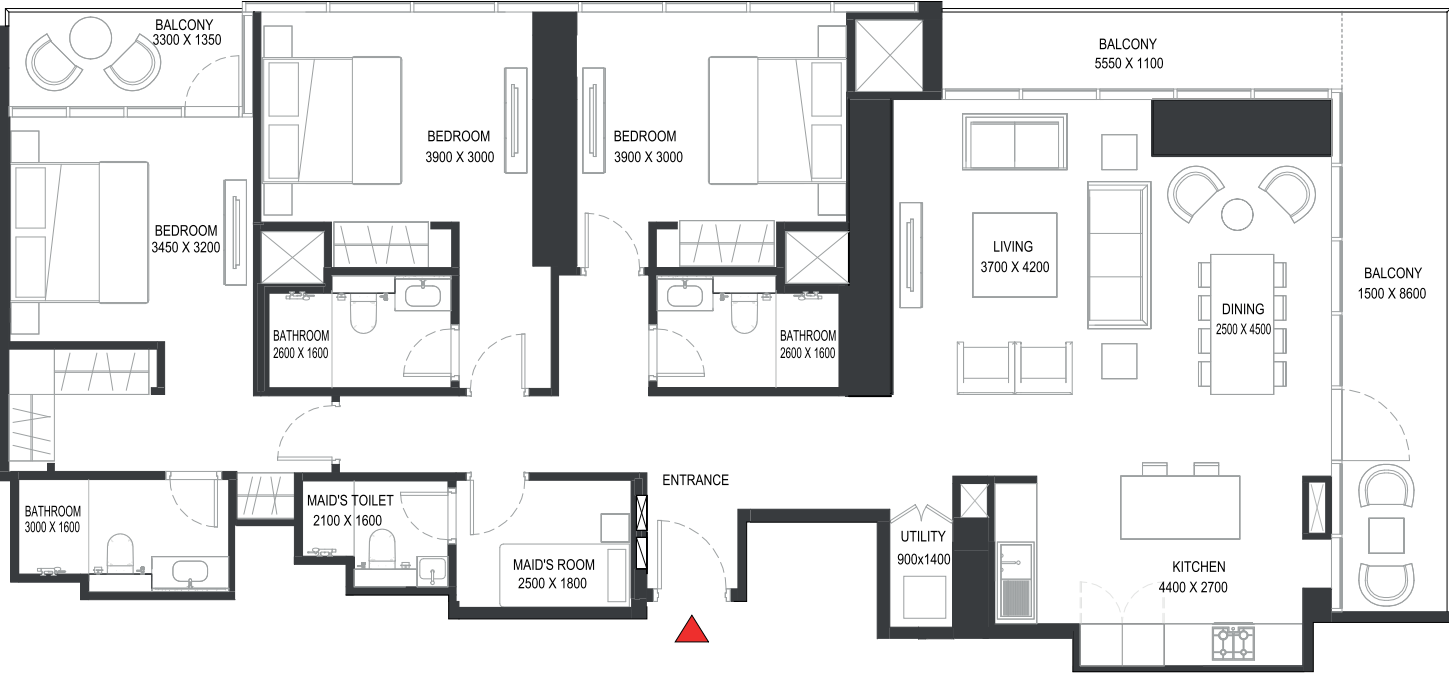 BALCONY
3300 X 1350
BALCONY
5550 X 1100
BEDROOM
3900 X 3000
BEDROOM
3900 X 3000
BEDROOM
3450 X 3200
LIVING
3700 X 4200
BALCONY
1500 X 8600
DINING
2500 X 4500
BATHROOM
2600 X 1600
BATHROOM
2600 X 1600
ENTRANCE
MAID'S TOILET
2100 X 1600
BATHROOM
3000 X 1600
UTILITY
900x1400
MAID'S ROOM
2500 X 1800
KITCHEN
4400 X 2700